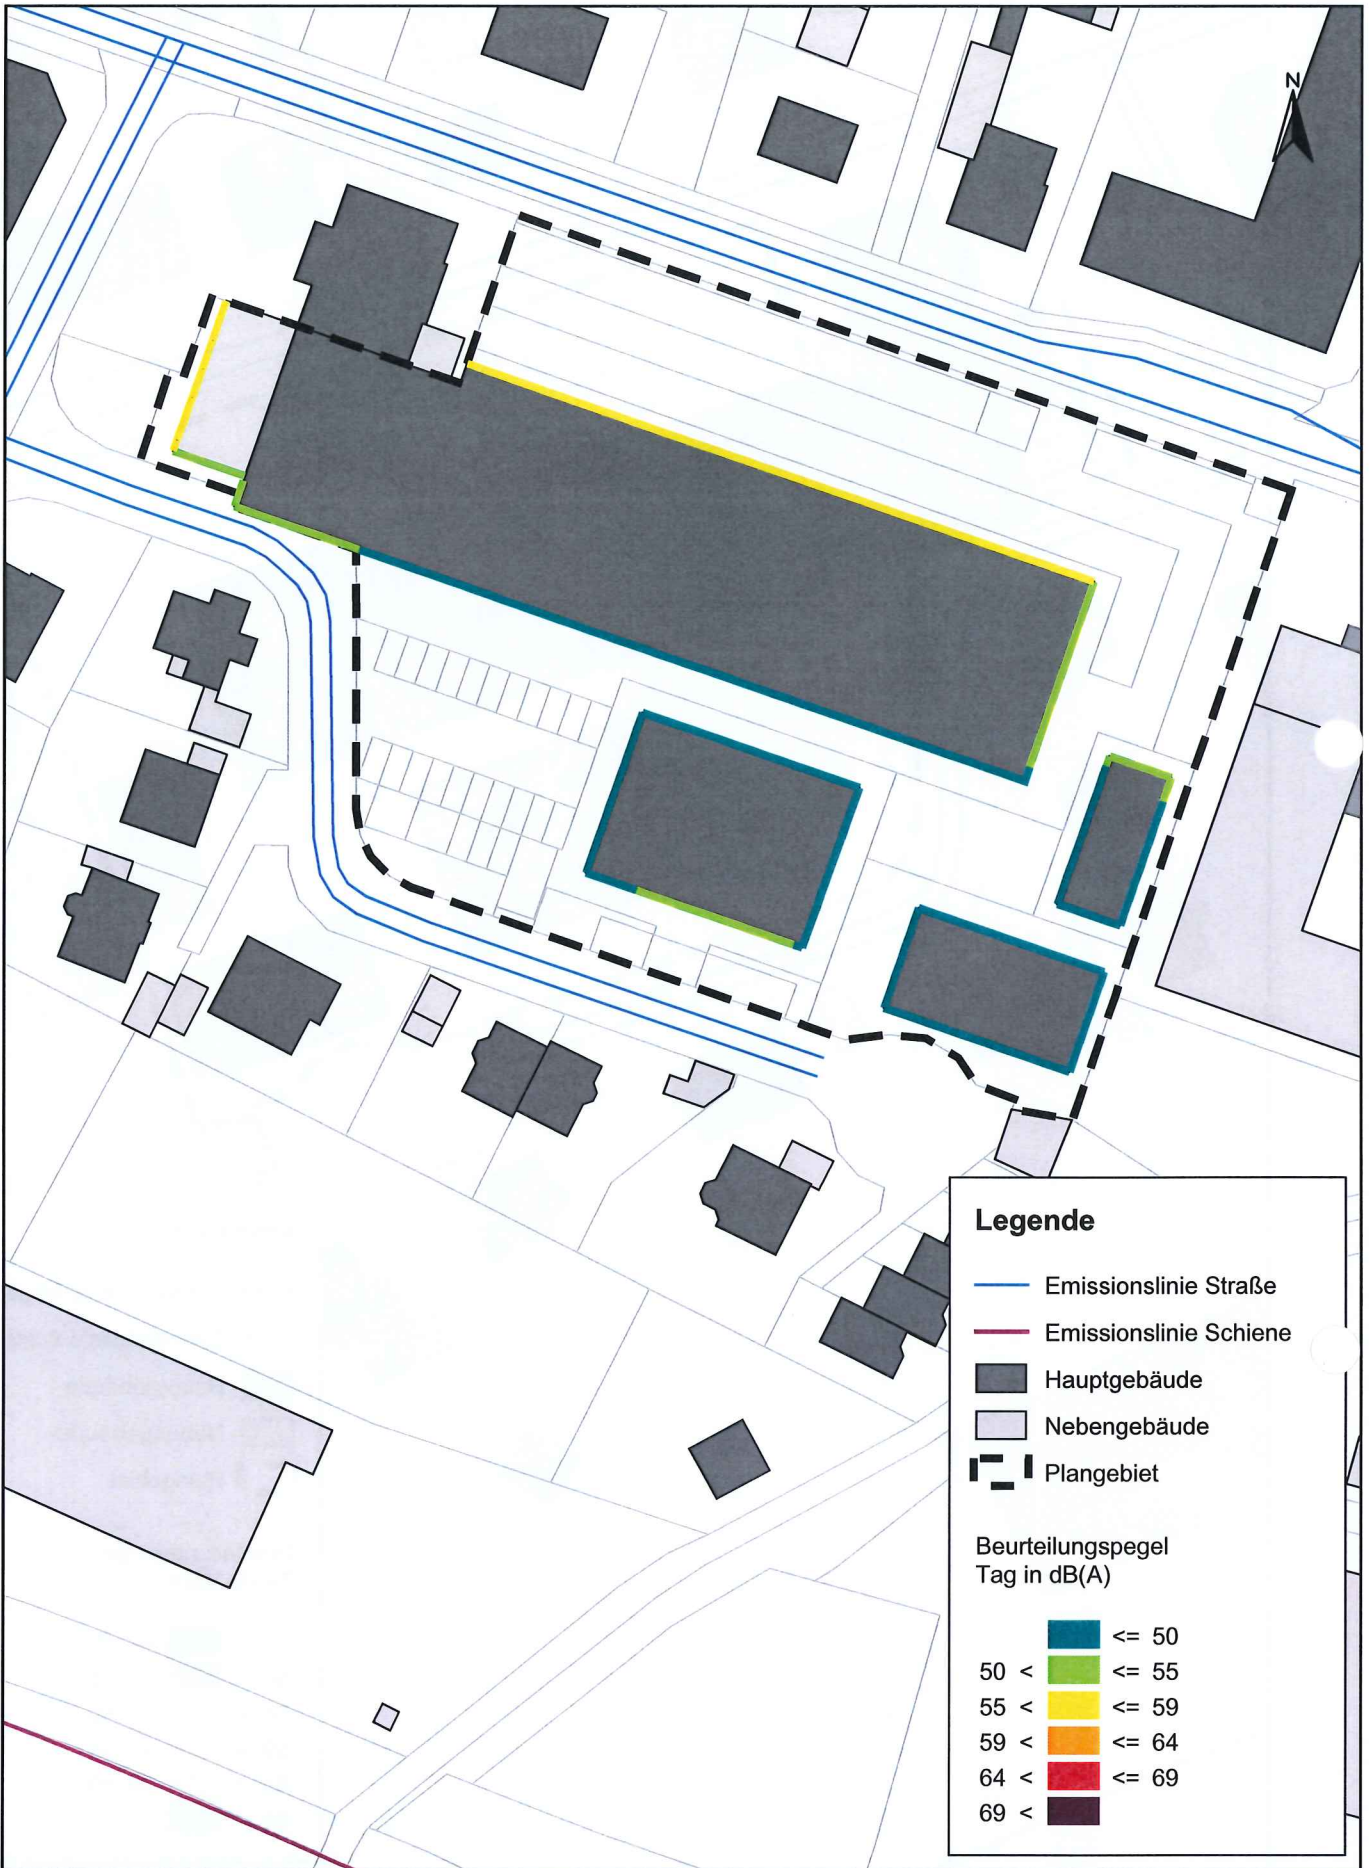 N
Legende
Emissionslinie Straße
Emissionslinie Schiene
Hauptgebäude
Nebengebäude
Plangebiet
Beurteilungspegel
Tag in dB(A)
<= 50
50 < <= 55
55 < <= 59
59 < <= 64
64 < <= 69
69 <